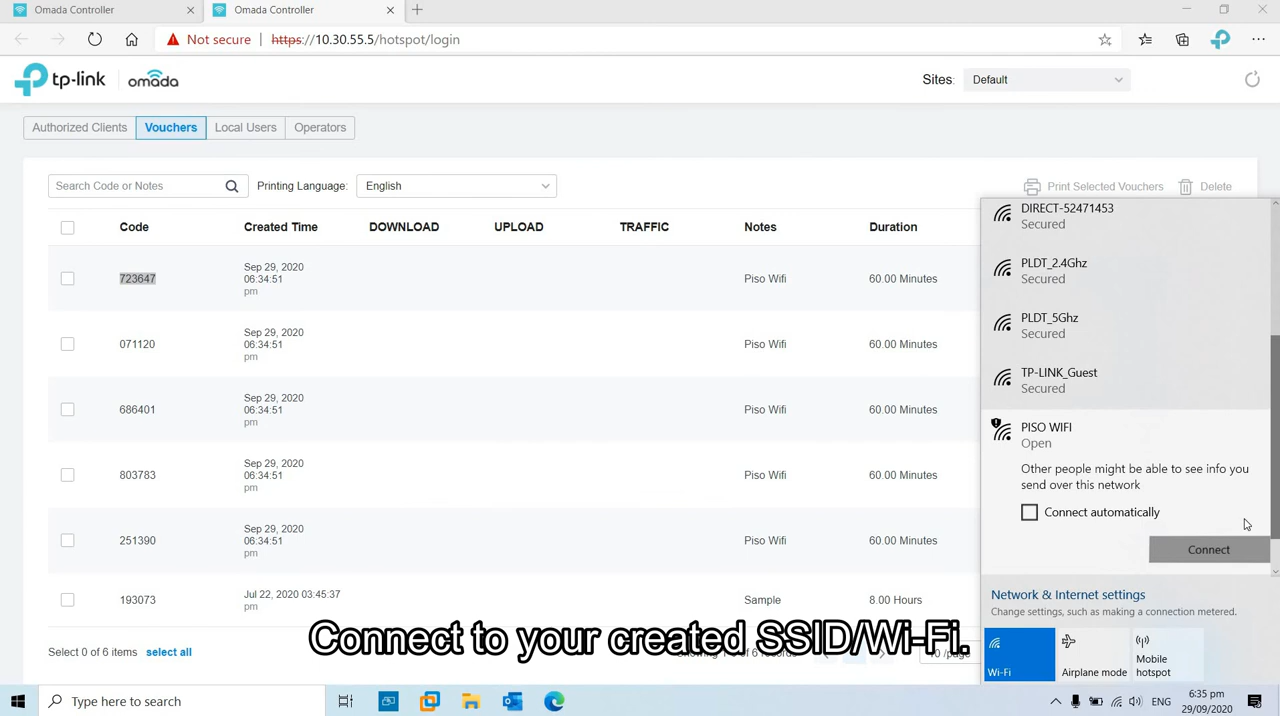 Omada Controller
Omada Controller
Not secure
https://10.30.55.5/hotspot/login
tp-link
omada
Sites:
Default
Authorized Clients
Vouchers
Local Users
Operators
Search Code or Notes
Printing Language:
English
Print Selected Vouchers
Delete
Code
Created Time
DOWNLOAD
UPLOAD
TRAFFIC
Notes
Duration
723647
Sep 29, 2020
06:34:51
pm
Piso Wifi
60.00 Minutes
071120
Sep 29, 2020
06:34:51
pm
Piso Wifi
60.00 Minutes
686401
Sep 29, 2020
06:34:51
pm
Piso Wifi
60.00 Minutes
803783
Sep 29, 2020
06:34:51
pm
Piso Wifi
60.00 Minutes
251390
Sep 29, 2020
06:34:51
pm
Piso Wifi
60.00 Minutes
193073
Jul 22, 2020 03:45:37
pm
Sample
8.00 Hours
Select 0 of 6 items
select all
records
/page
DIRECT-52471453
Secured
PLDT_2.4Ghz
Secured
PLDT_5Ghz
Secured
TP-LINK_Guest
Secured
PISO WIFI
Open
Other people might be able to see info you
send over this network
Connect automatically
Connect
Network & Internet settings
Change settings, such as making a connection metered.
Wi-Fi
Airplane mode
Mobile
hotspot
Connect to your created SSID/Wi-Fi.
Type here to search
ENG
6:35 pm
29/09/2020